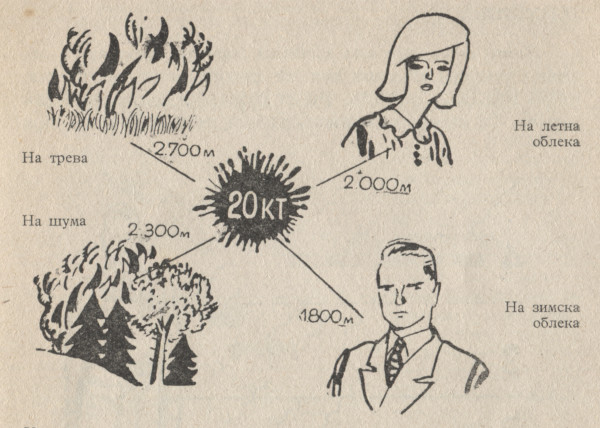 2.700 м
На трева
На летна
облека
2.000 м
20 КТ
На шума
2.300 м
1800 м
На зимска
облека